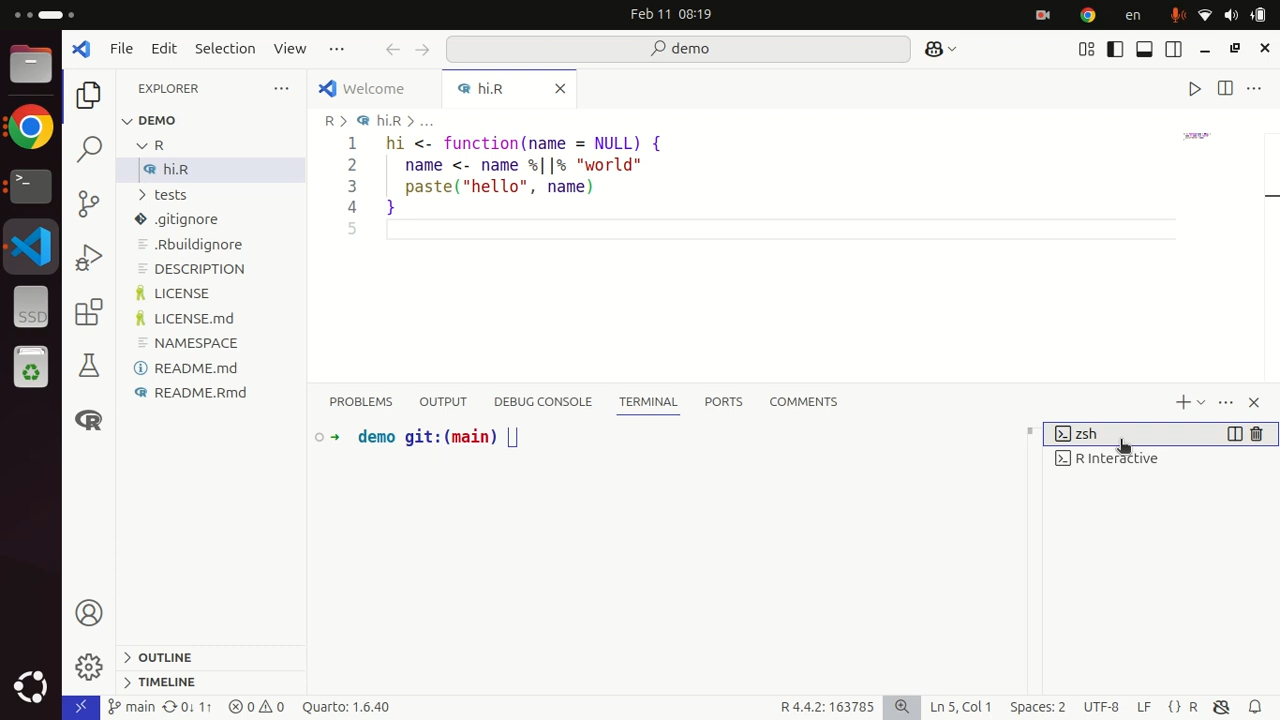 Feb 11 08:19
en
File Edit Selection View ···
demo
EXPLORER ···
Welcome
hi.R
DEMO
R
hi.R
tests
.gitignore
.Rbuildignore
DESCRIPTION
LICENSE
LICENSE.md
NAMESPACE
README.md
README.Rmd
OUTLINE
TIMELINE
R > hi.R > ...
1 hi <- function(name = NULL) {
2 name <- name %||% "world"
3 paste("hello", name)
4 }
5
PROBLEMS OUTPUT DEBUG CONSOLE TERMINAL PORTS COMMENTS
→ demo git:(main)
zsh
R Interactive
SSD
main 0↓ 1↑ 0 0 Quarto: 1.6.40 R 4.4.2: 163785 Ln 5, Col 1 Spaces: 2 UTF-8 LF { } R